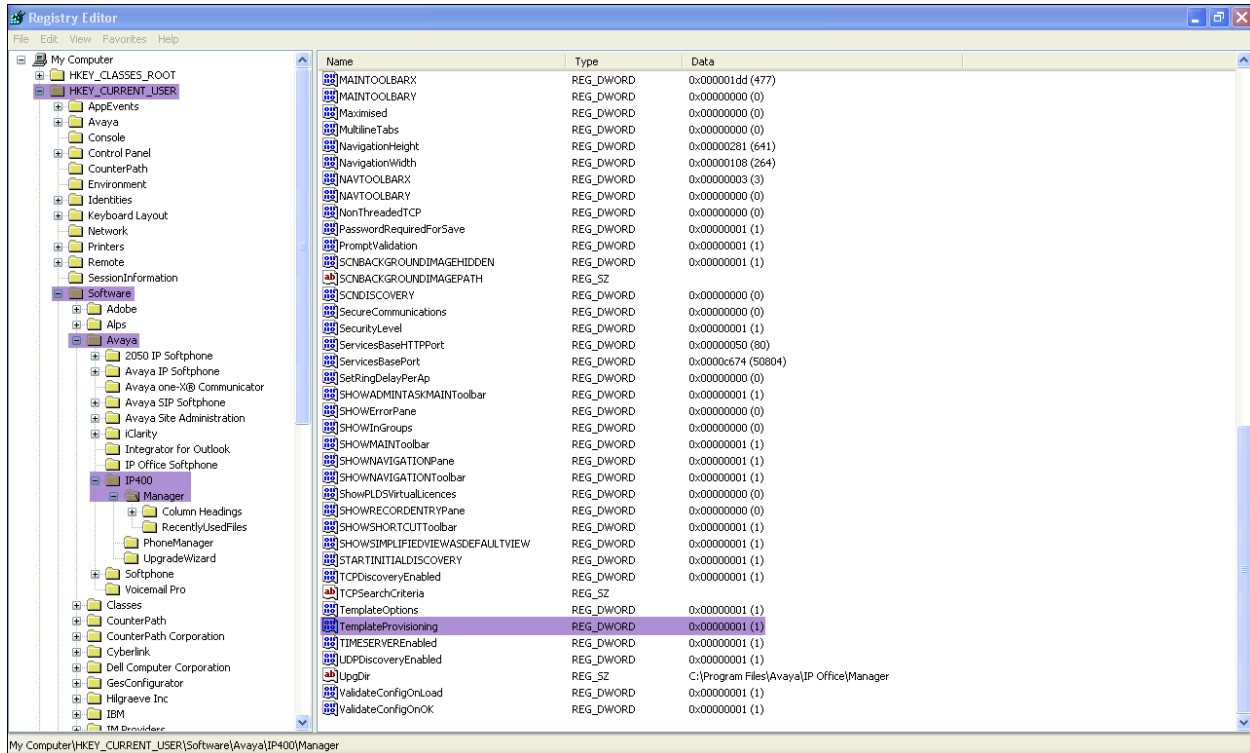 Registry Editor
File Edit View Favorites Help
My Computer
HKEY_CLASSES_ROOT
HKEY_CURRENT_USER
AppEvents
Avaya
Console
Control Panel
CounterPath
Environment
Identities
Keyboard Layout
Network
Printers
Remote
SessionInformation
Software
Adobe
Alps
Avaya
2050 IP Softphone
Avaya IP Softphone
Avaya one-X® Communicator
Avaya SIP Softphone
Avaya Site Administration
iClarity
Integrator for Outlook
IP Office Softphone
IP400
Manager
Column Headings
RecentlyUsedFiles
PhoneManager
UpgradeWizard
Softphone
Voicemail Pro
Classes
CounterPath
CounterPath Corporation
Cyberlink
Dell Computer Corporation
GesConfigurator
Hilgraeve Inc
IBM
IM Providers
Name Type Data
MAINTOOLBARX REG_DWORD 0x000001dd (477)
MAINTOOLBARY REG_DWORD 0x00000000 (0)
Maximised REG_DWORD 0x00000000 (0)
MultilineTabs REG_DWORD 0x00000000 (0)
NavigationHeight REG_DWORD 0x00000281 (641)
NavigationWidth REG_DWORD 0x00000108 (264)
NAVTOOLBARX REG_DWORD 0x00000003 (3)
NAVTOOLBARY REG_DWORD 0x00000000 (0)
NonThreadedTCP REG_DWORD 0x00000000 (0)
PasswordRequiredForSave REG_DWORD 0x00000001 (1)
PromptValidation REG_DWORD 0x00000001 (1)
SCNBACKGROUNDIMAGEHIDDEN REG_DWORD 0x00000001 (1)
SCNBACKGROUNDIMAGEPATH REG_SZ
SCNDISCOVERY REG_DWORD 0x00000000 (0)
SecureCommunications REG_DWORD 0x00000000 (0)
SecurityLevel REG_DWORD 0x00000001 (1)
ServicesBaseHTTPPort REG_DWORD 0x00000050 (80)
ServicesBasePort REG_DWORD 0x0000c674 (50804)
SetRingDelayPerAp REG_DWORD 0x00000000 (0)
SHOWADMINTASKMAINToolbar REG_DWORD 0x00000001 (1)
SHOWErrorPane REG_DWORD 0x00000000 (0)
SHOWInGroups REG_DWORD 0x00000000 (0)
SHOWMAINToolbar REG_DWORD 0x00000001 (1)
SHOWNAVIGATIONPane REG_DWORD 0x00000001 (1)
SHOWNAVIGATIONToolbar REG_DWORD 0x00000001 (1)
ShowPLDSVirtualLicences REG_DWORD 0x00000000 (0)
SHOWRECORDENTRYPane REG_DWORD 0x00000000 (0)
SHOWSHORTCUTToolbar REG_DWORD 0x00000001 (1)
SHOWSIMPLIFIEDVIEWASDEFAULTVIEW REG_DWORD 0x00000001 (1)
STARTINITIALDISCOVERY REG_DWORD 0x00000001 (1)
TCPDiscoveryEnabled REG_DWORD 0x00000001 (1)
TCPSearchCriteria REG_SZ
TemplateOptions REG_DWORD 0x00000001 (1)
TemplateProvisioning REG_DWORD 0x00000001 (1)
TIMESERVEREnabled REG_DWORD 0x00000001 (1)
UDPDiscoveryEnabled REG_DWORD 0x00000001 (1)
UpgDir REG_SZ C:\Program Files\Avaya\IP Office\Manager
ValidateConfigOnLoad REG_DWORD 0x00000001 (1)
ValidateConfigOnOK REG_DWORD 0x00000001 (1)
My Computer\HKEY_CURRENT_USER\Software\Avaya\IP400\Manager